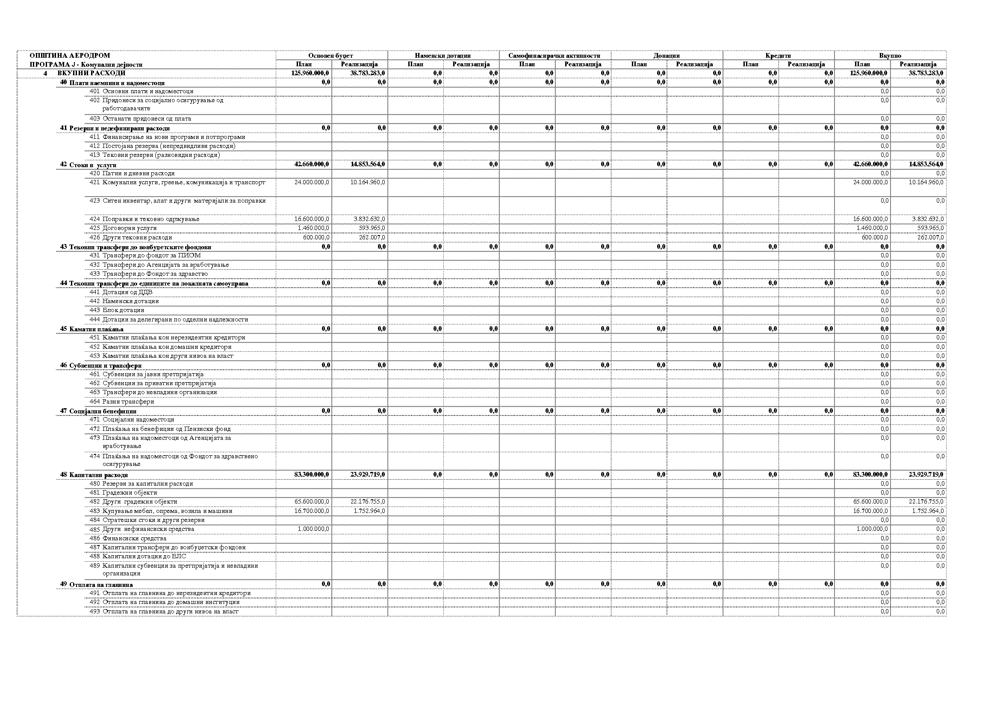 ОПШТИНА АЕРОДРОМ Основен буџет Наменски дотации Самофинасирачки активности Донации Кредити Вкупно
ПРОГРАМА Ј - Комунални дејности План Реализација План Реализација План Реализација План Реализација План Реализација План Реализација
4 ВКУПНИ РАСХОДИ 125.960.000,0 38.783.283,0 0,0 0,0 0,0 0,0 0,0 0,0 0,0 0,0 125.960.000,0 38.783.283,0
40 Плати наемнини и надоместоци 0,0 0,0 0,0 0,0 0,0 0,0 0,0 0,0 0,0 0,0 0,0 0,0
401 Основни плати и надоместоци 0,0 0,0
402 Придонеси за социјално осигурување од 0,0 0,0
работодавачите
403 Останати придонеси од плата 0,0 0,0
41 Резерви и недефинирани расходи 0,0 0,0 0,0 0,0 0,0 0,0 0,0 0,0 0,0 0,0 0,0 0,0
411 Финансирање на нови програми и потпрограми 0,0 0,0
412 Постојана резерва (непредвидливи расходи) 0,0 0,0
413 Тековни резерви (разновидни расходи) 0,0 0,0
42 Стоки и услуги 42.660.000,0 14.853.564,0 0,0 0,0 0,0 0,0 0,0 0,0 0,0 0,0 42.660.000,0 14.853.564,0
420 Патни и дневни расходи 0,0 0,0
421 Комунални услуги, греење, комуникација и транспорт 24.000.000,0 10.164.960,0 24.000.000,0 10.164.960,0
423 Ситен инвентар, алат и други материјали за поправки 0,0 0,0
424 Поправки и тековно одржување 16.600.000,0 3.832.632,0 16.600.000,0 3.832.632,0
425 Договорни услуги 1.460.000,0 593.965,0 1.460.000,0 593.965,0
426 Други тековни расходи 600.000,0 262.007,0 600.000,0 262.007,0
43 Тековни трансфери до вонбуџетските фондови 0,0 0,0 0,0 0,0 0,0 0,0 0,0 0,0 0,0 0,0 0,0 0,0
431 Трансфери до фондот за ПИОМ 0,0 0,0
432 Трансфери до Агенцијата за вработување 0,0 0,0
433 Трансфери до Фондот за здравство 0,0 0,0
44 Тековни трансфери до единиците на локалната самоуправа 0,0 0,0 0,0 0,0 0,0 0,0 0,0 0,0 0,0 0,0 0,0 0,0
441 Дотации од ДДВ 0,0 0,0
442 Наменски дотации 0,0 0,0
443 Блок дотации 0,0 0,0
444 Дотации за делегирани по одделни надлежности 0,0 0,0
45 Каматни плаќања 0,0 0,0 0,0 0,0 0,0 0,0 0,0 0,0 0,0 0,0 0,0 0,0
451 Каматни плаќања кон нерезидентни кредитори 0,0 0,0
452 Каматни плаќања кон домашни кредитори 0,0 0,0
453 Каматни плаќања кон други нивоа на власт 0,0 0,0
46 Субвенции и трансфери 0,0 0,0 0,0 0,0 0,0 0,0 0,0 0,0 0,0 0,0 0,0 0,0
461 Субвенции за јавни претпријатија 0,0 0,0
462 Субвенции за приватни претпријатија 0,0 0,0
463 Трансфери до невладини организации 0,0 0,0
464 Разни трансфери 0,0 0,0
47 Социјални бенефиции 0,0 0,0 0,0 0,0 0,0 0,0 0,0 0,0 0,0 0,0 0,0 0,0
471 Социјални надоместоци 0,0 0,0
472 Плаќања на бенефиции од Пензиски фонд 0,0 0,0
473 Плаќања на надоместоци од Агенцијата за 0,0 0,0
вработување
474 Плаќања на надоместоци од Фондот за здравствено 0,0 0,0
осигурување
48 Капитални расходи 83.300.000,0 23.929.719,0 0,0 0,0 0,0 0,0 0,0 0,0 0,0 0,0 83.300.000,0 23.929.719,0
480 Резерви за капитални расходи 0,0 0,0
481 Градежни објекти 0,0 0,0
482 Други градежни објекти 65.600.000,0 22.176.755,0 65.600.000,0 22.176.755,0
483 Купување мебел, опрема, возила и машини 16.700.000,0 1.752.964,0 16.700.000,0 1.752.964,0
484 Стратешки стоки и други резерви 0,0 0,0
485 Други нефинансиски средства 1.000.000,0 1.000.000,0 0,0
486 Финансиски средства 0,0 0,0
487 Капитални трансфери до вонбуџетски фондови 0,0 0,0
488 Капитални дотации до ЕЛС 0,0 0,0
489 Капитални субвенции за претпријатија и невладини 0,0 0,0
организации
49 Отплата на главнина 0,0 0,0 0,0 0,0 0,0 0,0 0,0 0,0 0,0 0,0 0,0 0,0
491 Отплата на главнина до нерезидентни кредитори 0,0 0,0
492 Отплата на главнина до домашни институции 0,0 0,0
493 Отплата на главнина до други нивоа на власт 0,0 0,0